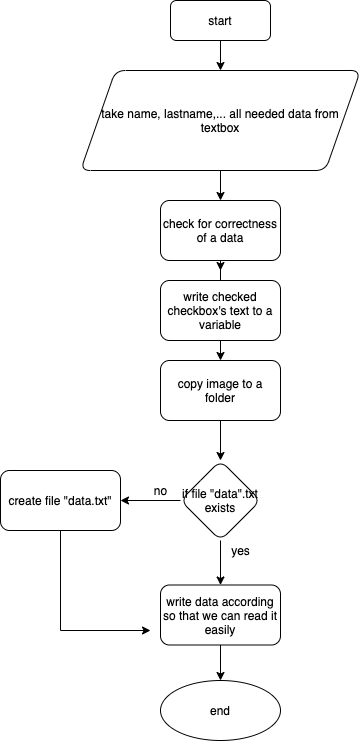 start
take name, lastname,... all needed data from
textbox
check for correctness
of a data
write checked
checkbox's text to a
variable
copy image to a
folder
if file "data".txt
exists
no
create file "data.txt"
yes
write data according
so that we can read it
easily
end